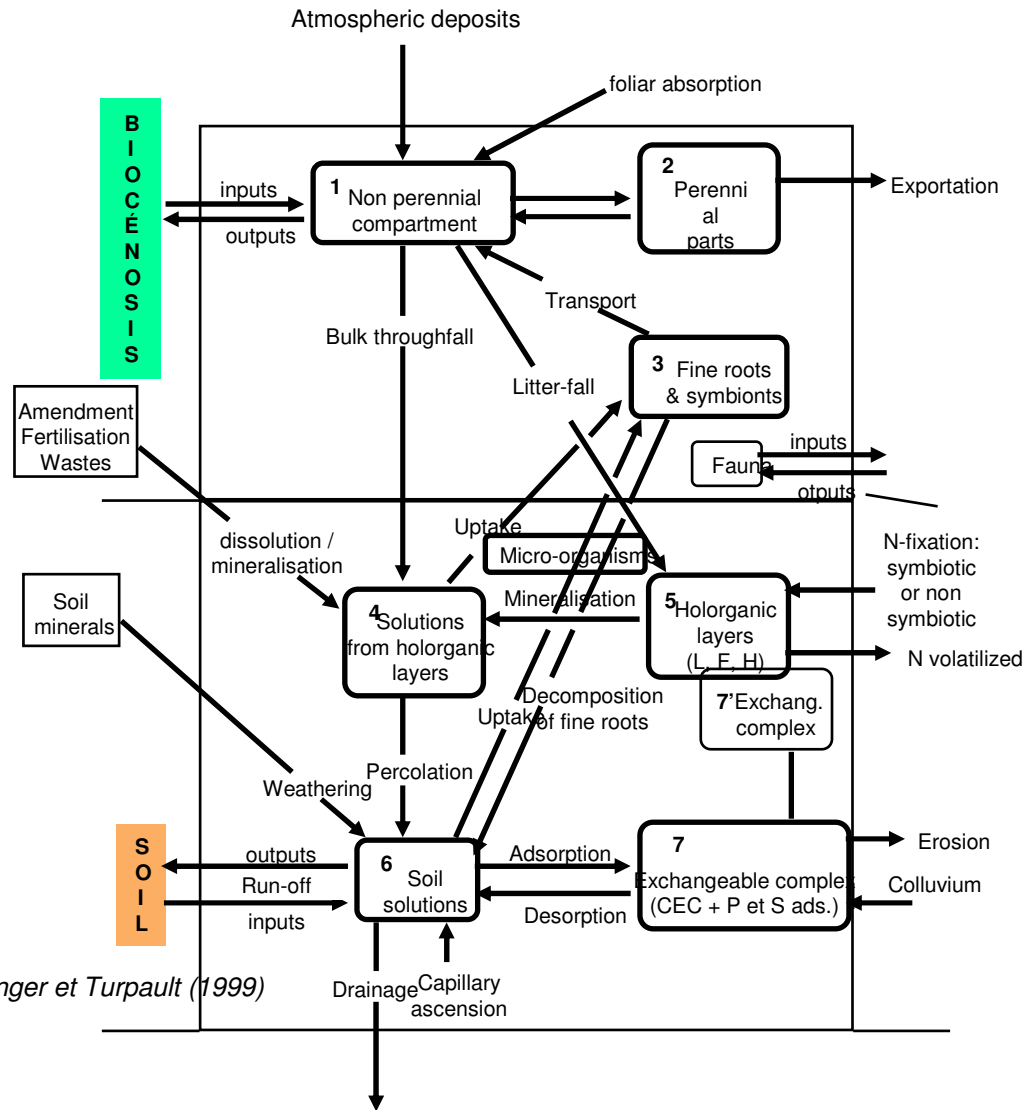 Atmospheric deposits
foliar absorption
BIOCÉNOSIS
inputs
outputs
1
Non perennial
compartment
2
Perenni
al
parts
Exportation
Transport
Bulk throughfall
Litter-fall
3 Fine roots
& symbionts
Amendment
Fertilisation
Wastes
Fauna
inputs
otputs
dissolution /
mineralisation
Uptake
Micro-organisms
N-fixation:
symbiotic
or non
symbiotic
Soil
minerals
4 Solutions
from holorganic
layers
Mineralisation
5 Holorganic
layers
(L, F, H)
N volatilized
7' Exchang.
complex
Decomposition
of fine roots
Uptake
Percolation
Weathering
SOIL
outputs
Run-off
inputs
6
Soil
solutions
Adsorption
Desorption
7
Exchangeable complex
(CEC + P et S ads.)
Erosion
Colluvium
nger et Turpault (1999)
Drainage
Capillary
ascension